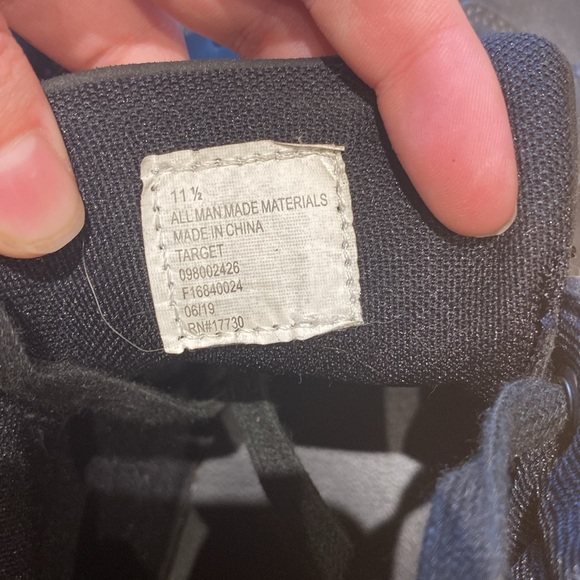 11 ½
ALL MAN MADE MATERIALS
MADE IN CHINA
TARGET
098002426
F16840024
06/19
RN#17730